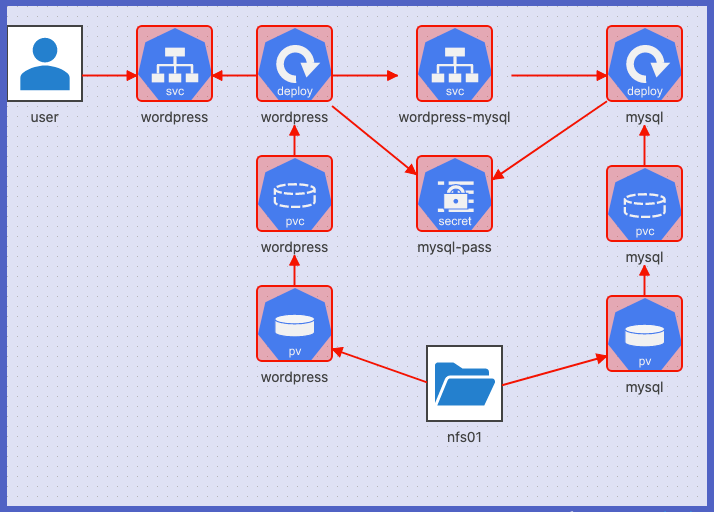 svc
deploy
svc
deploy
user
wordpress
wordpress
wordpress-mysql
mysql
pvc
secret
pvc
wordpress
mysql-pass
mysql
pv
pv
wordpress
mysql
nfs01